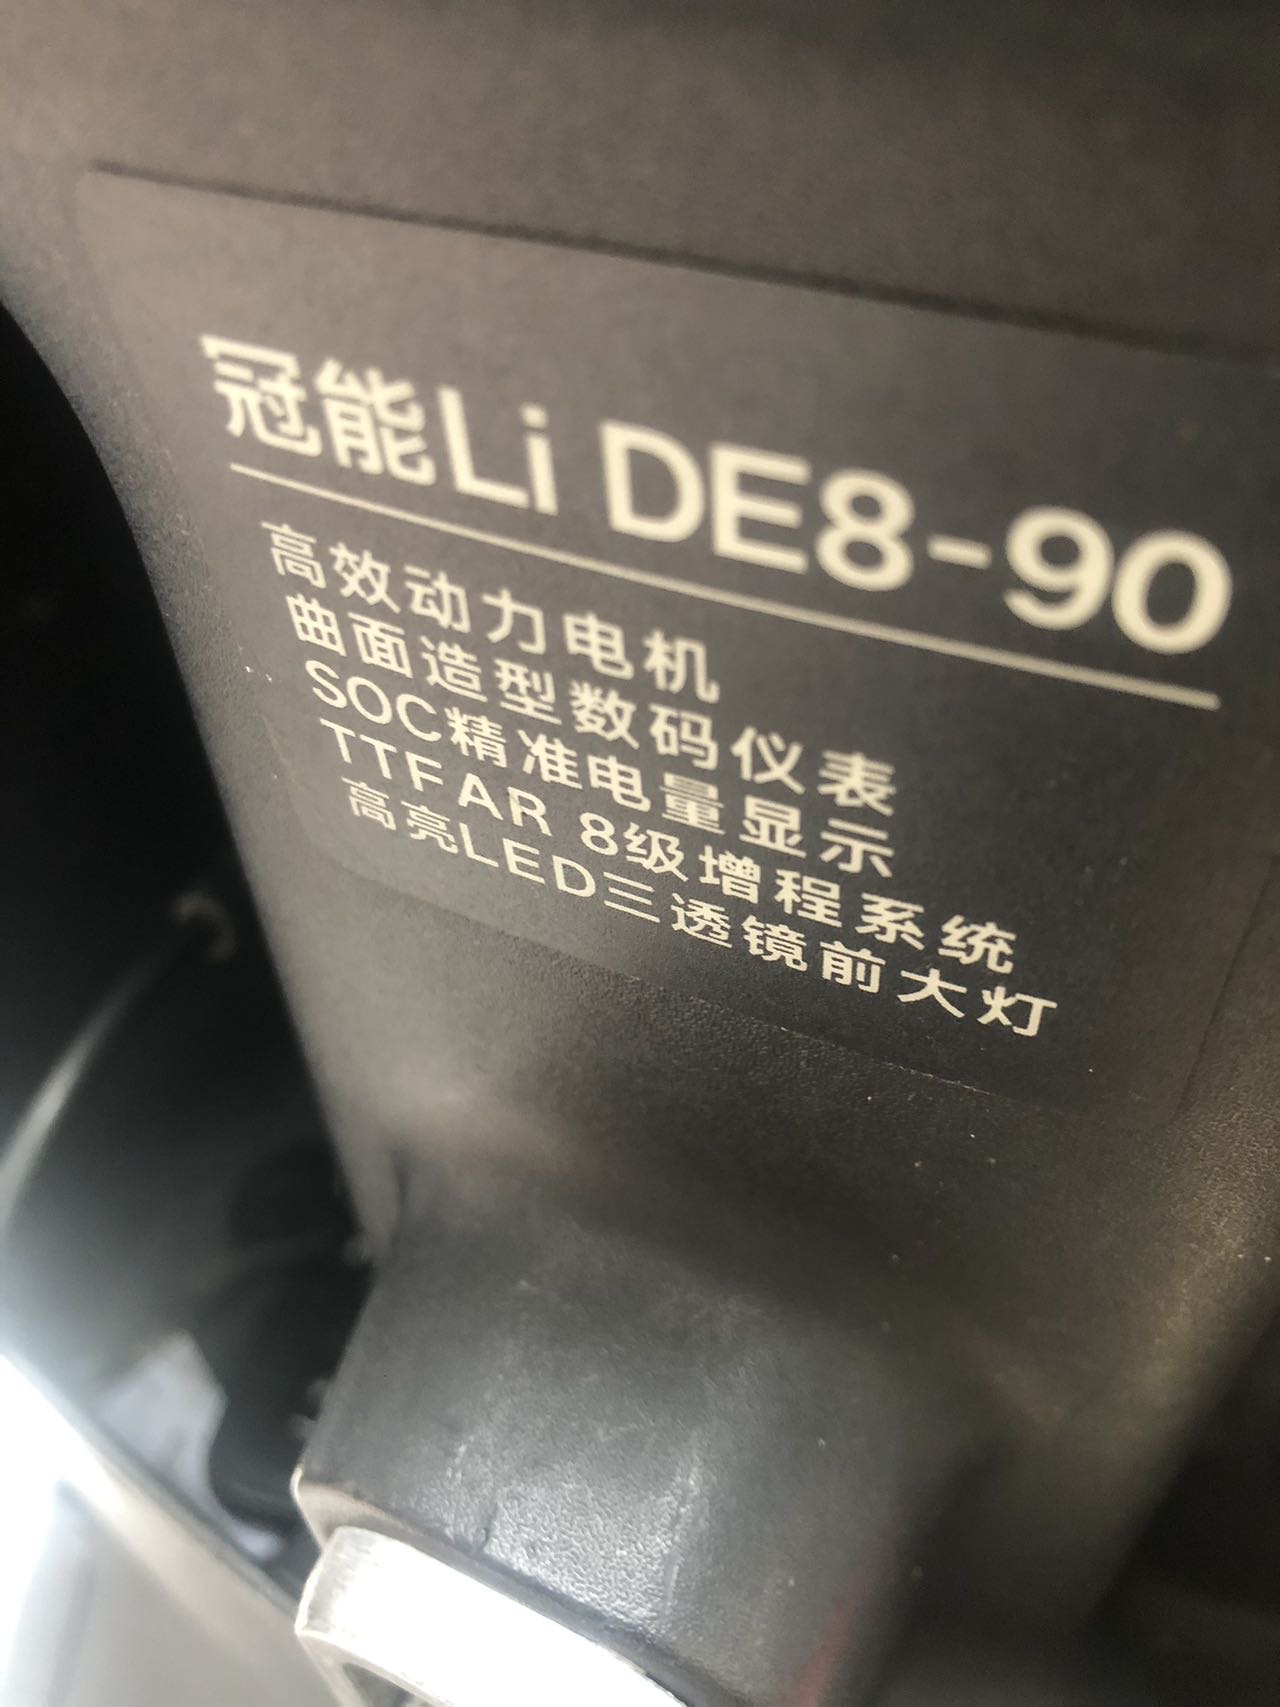 冠能Li DE8-90
高效动力电机
曲面造型数码仪表
SOC精准电量显示
TTFAR 8级增程系统
高亮LED三透镜前大灯